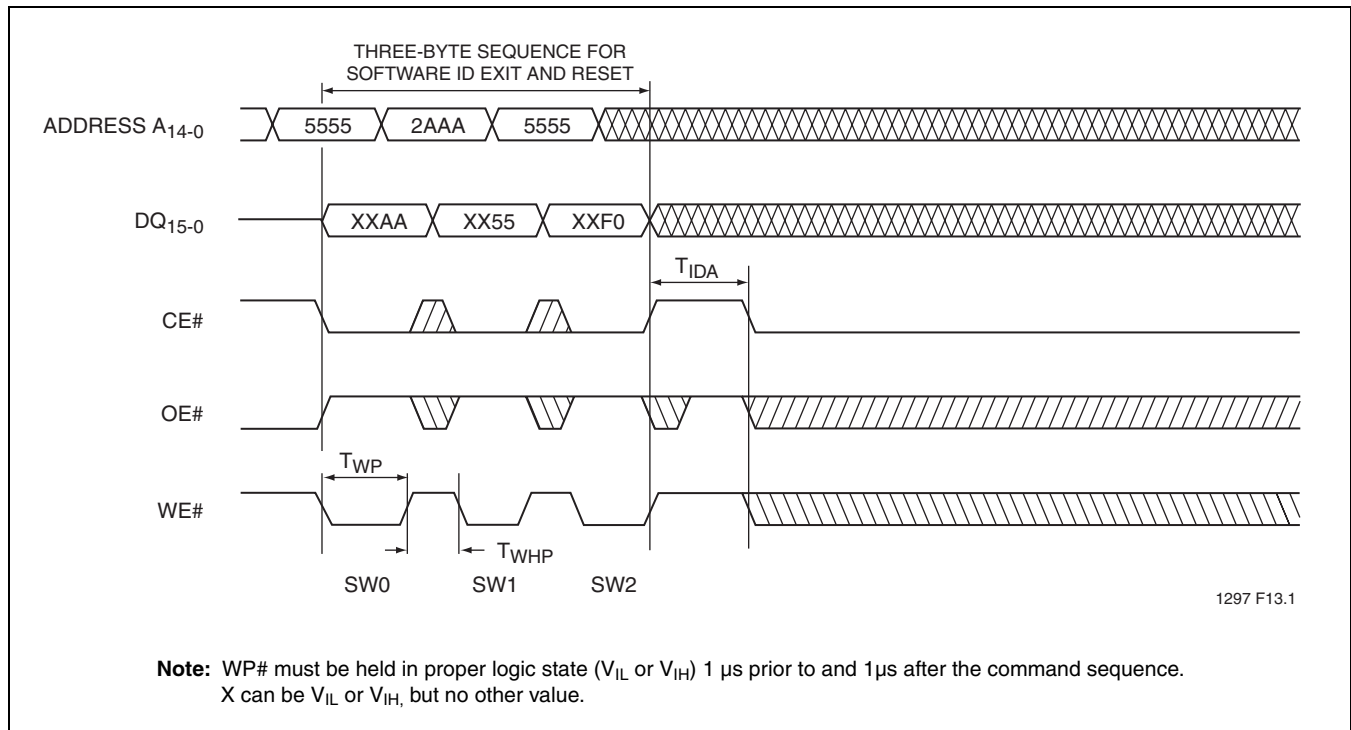 THREE-BYTE SEQUENCE FOR
SOFTWARE ID EXIT AND RESET
ADDRESS A14-0
5555
2AAA
5555
DQ15-0
XXAA
XX55
XXF0
TIDA
CE#
OE#
TWP
WE#
TWHP
SW0
SW1
SW2
1297 F13.1
Note: WP# must be held in proper logic state (VIL or VIH) 1 µs prior to and 1µs after the command sequence.
X can be VIL or VIH, but no other value.